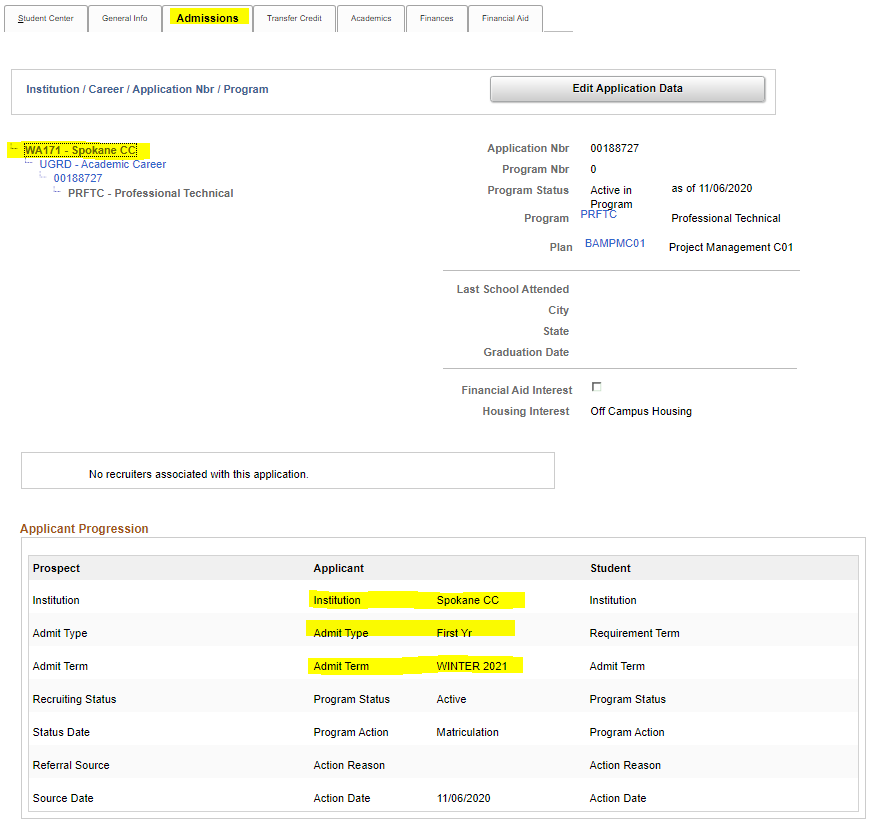 Student Center General Info Admissions Transfer Credit Academics Finances Financial Aid
Institution / Career / Application Nbr / Program
Edit Application Data
WA171 - Spokane CC
UGRD - Academic Career
00188727
PRFTC - Professional Technical
Application Nbr 00188727
Program Nbr 0
Program Status Active in Program as of 11/06/2020
Program PRFTC Professional Technical
Plan BAMPMC01 Project Management C01
Last School Attended
City
State
Graduation Date
Financial Aid Interest
Housing Interest Off Campus Housing
No recruiters associated with this application.
Applicant Progression
Prospect Applicant Student
Institution Institution Spokane CC Institution
Admit Type Admit Type First Yr Requirement Term
Admit Term Admit Term WINTER 2021 Admit Term
Recruiting Status Program Status Active Program Status
Status Date Program Action Matriculation Program Action
Referral Source Action Reason Action Reason
Source Date Action Date 11/06/2020 Action Date